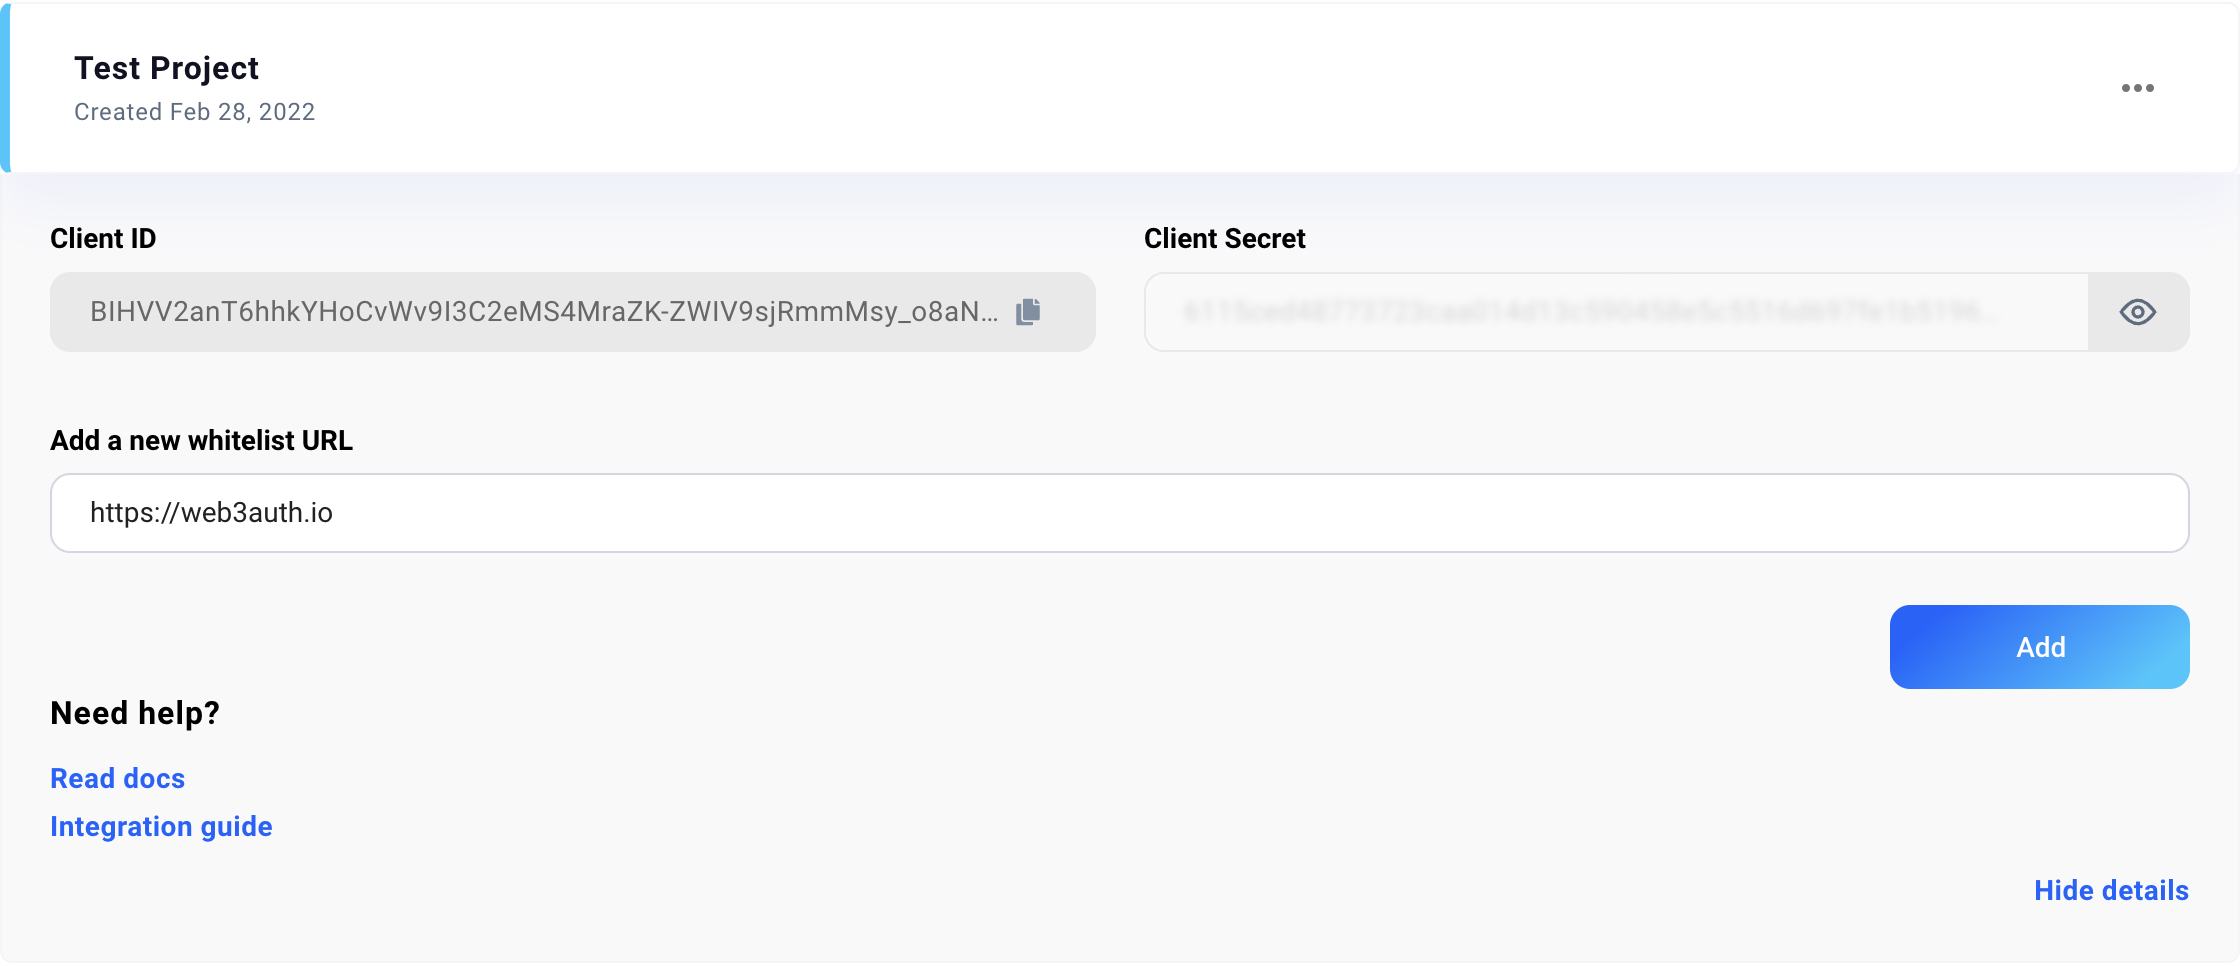 Test Project
Created Feb 28, 2022
Client ID
Client Secret
BIHVV2anT6hhkYHoCvWv9I3C2eMS4MraZK-ZWIV9sjRmmMsy_o8aN...
Add a new whitelist URL
https://web3auth.io
Add
Need help?
Read docs
Integration guide
Hide details